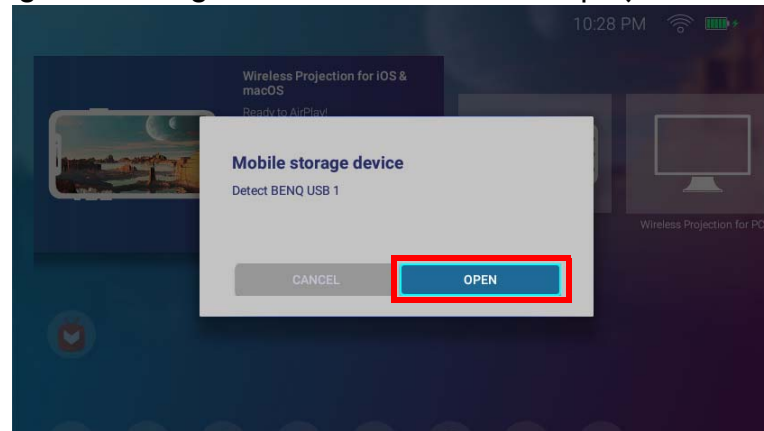 10:28 PM
Wireless Projection for iOS &
macOS
Ready to AirPlay!
Mobile storage device
Detect BENQ USB 1
Wireless Projection for PC
CANCEL
OPEN